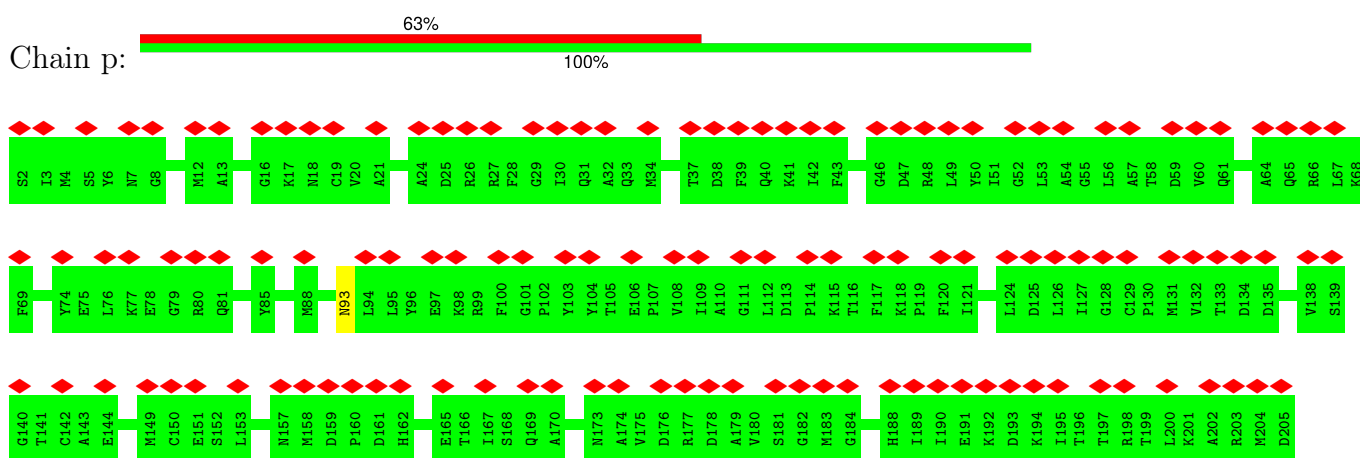 63%
Chain p:
100%
S2 I3 M4 S5 Y6 N7 G8 M12 A13 G16 K17 N18 C19 V20 A21 A24 D25 R26 R27 F28 G29 I30 Q31 A32 Q33 M34 T37 D38 F39 Q40 K41 I42 F43 G46 D47 R48 L49 Y50 I51 G52 L53 A54 G55 L56 A57 T58 D59 V60 Q61 A64 Q65 R66 L67 K68
F69 Y74 E75 L76 K77 E78 G79 R80 Q81 Y85 M88 N93 L94 L95 Y96 E97 K98 R99 F100 G101 P102 Y103 Y104 T105 E106 P107 V108 I109 A110 G111 L112 D113 P114 K115 T116 F117 K118 P119 F120 I121 L124 D125 L126 I127 G128 C129 P130 M131 V132 T133 D134 D135 V138 S139
G140 T141 C142 A143 E144 M149 C150 E151 S152 L153 N157 M158 D159 P160 D161 H162 E165 T166 I167 S168 Q169 A170 N173 A174 V175 D176 R177 D178 A179 V180 S181 G182 M183 G184 H188 I189 I190 E191 K192 D193 K194 I195 T196 T197 R198 T199 L200 K201 A202 R203 M204 D205